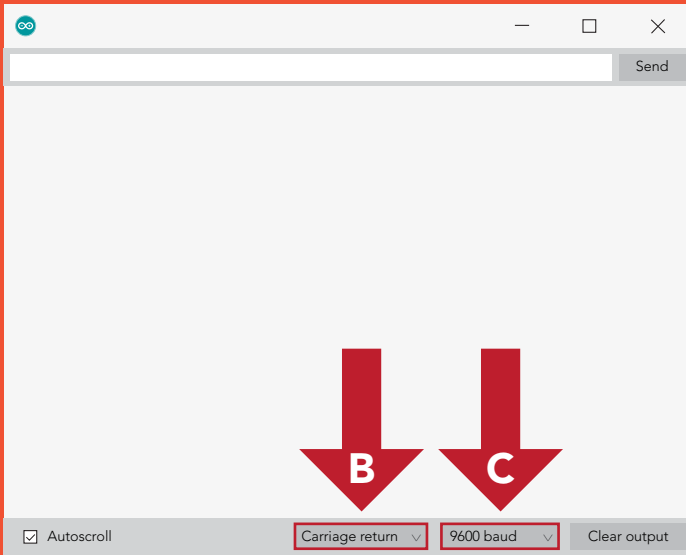 Send
B
C
Autoscroll
Carriage return
9600 baud
Clear output